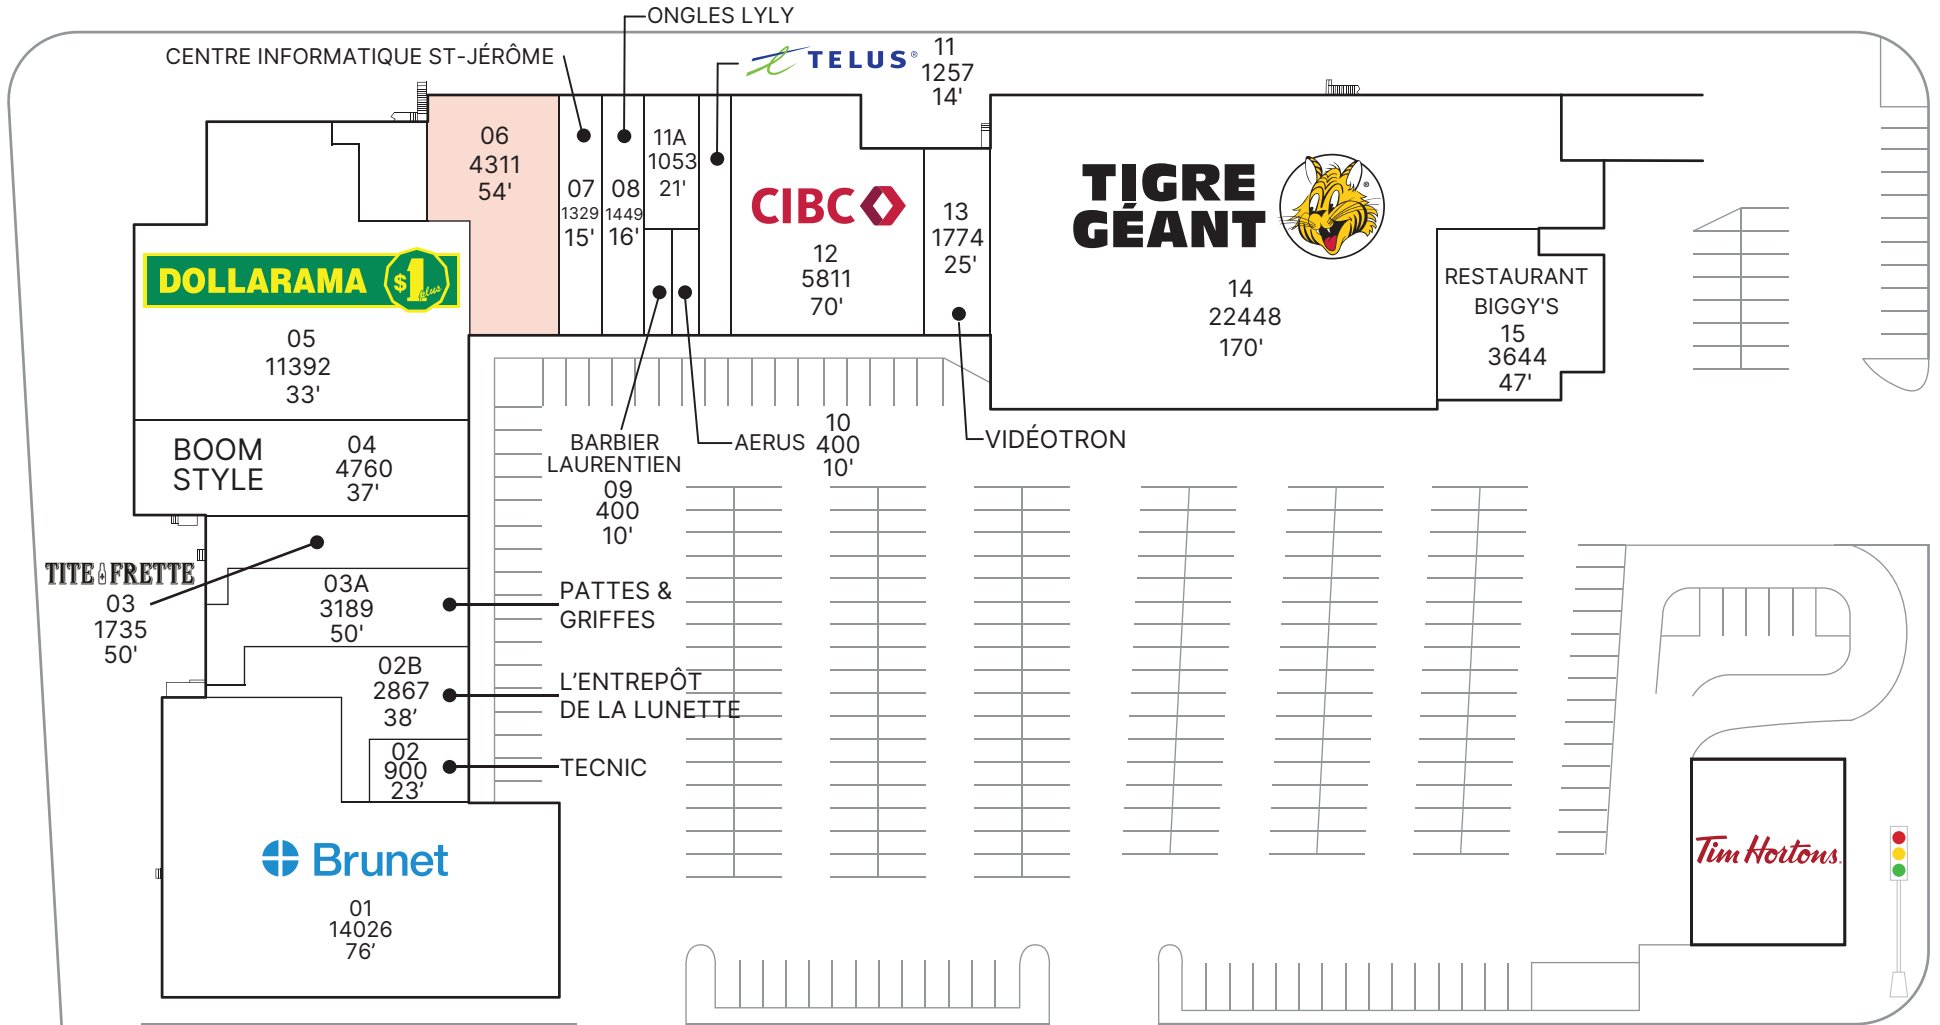 ONGLES LYLY
CENTRE INFORMATIQUE ST-JÉRÔME
TELUS®
11
1257
14'
06
4311
54'
07
1329
15'
08
1449
16'
11A
1053
21'
CIBC
12
5811
70'
13
1774
25'
TIGRE
GÉANT
®
14
22448
170'
RESTAURANT
BIGGY'S
15
3644
47'
DOLLARAMA $1 plus
05
11392
33'
BOOM
STYLE
04
4760
37'
BARBIER
LAURENTIEN
09
400
10'
AERUS
10
400
10'
VIDÉOTRON
TITE FRETTE
03
1735
50'
03A
3189
50'
PATTES &
GRIFFES
02B
2867
38’
L’ENTREPÔT
DE LA LUNETTE
02
900
23’
TECNIC
Brunet
01
14026
76’
Tim Hortons.